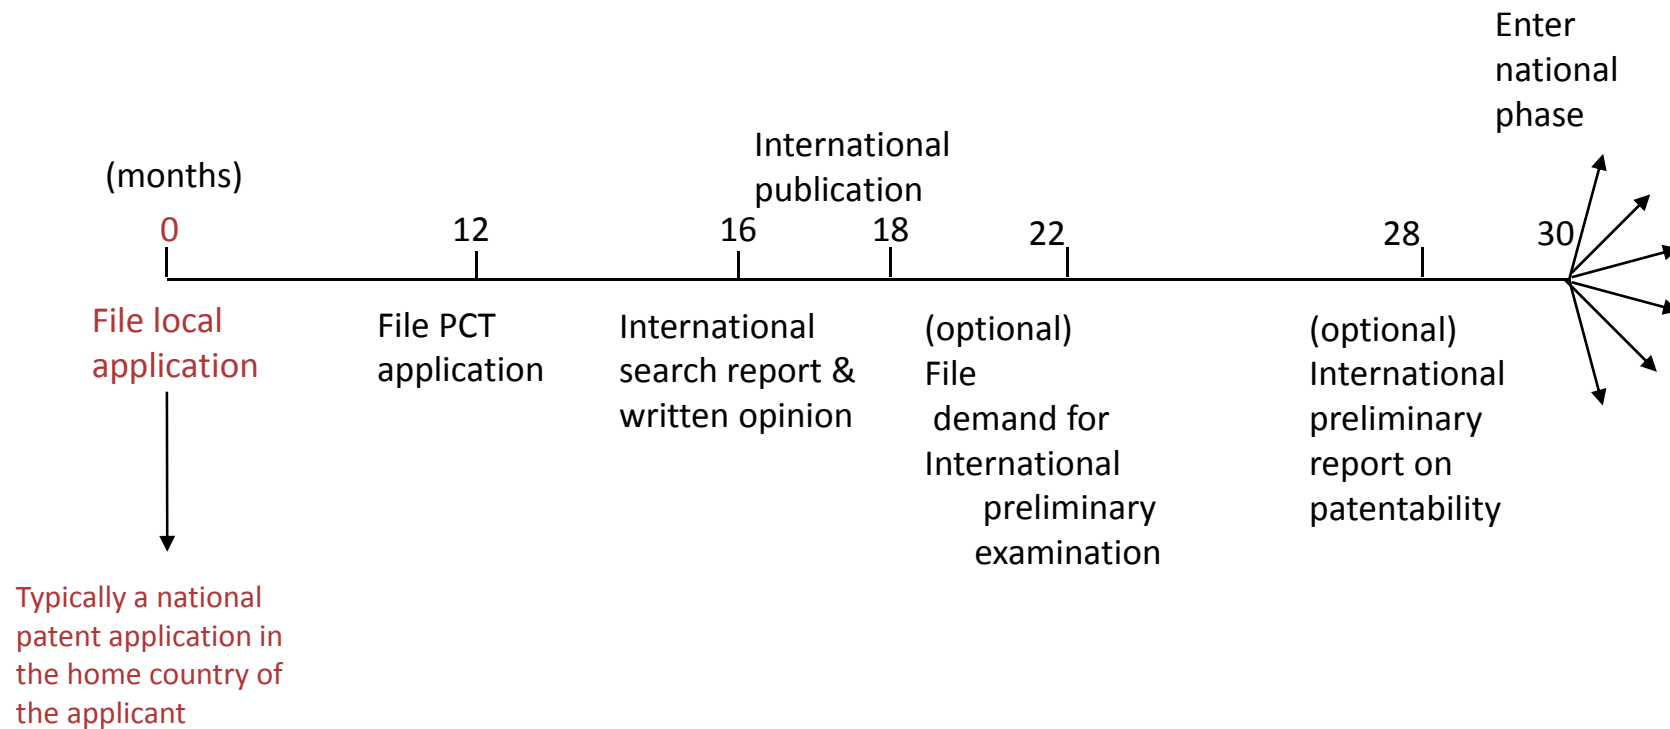 Enter
national
phase
International
publication
(months)
0
12
16
18
22
28
30
File local
application
File PCT
application
International
search report &
written opinion
(optional)
File
demand for
International
preliminary
examination
(optional)
International
preliminary
report on
patentability
Typically a national
patent application in
the home country of
the applicant